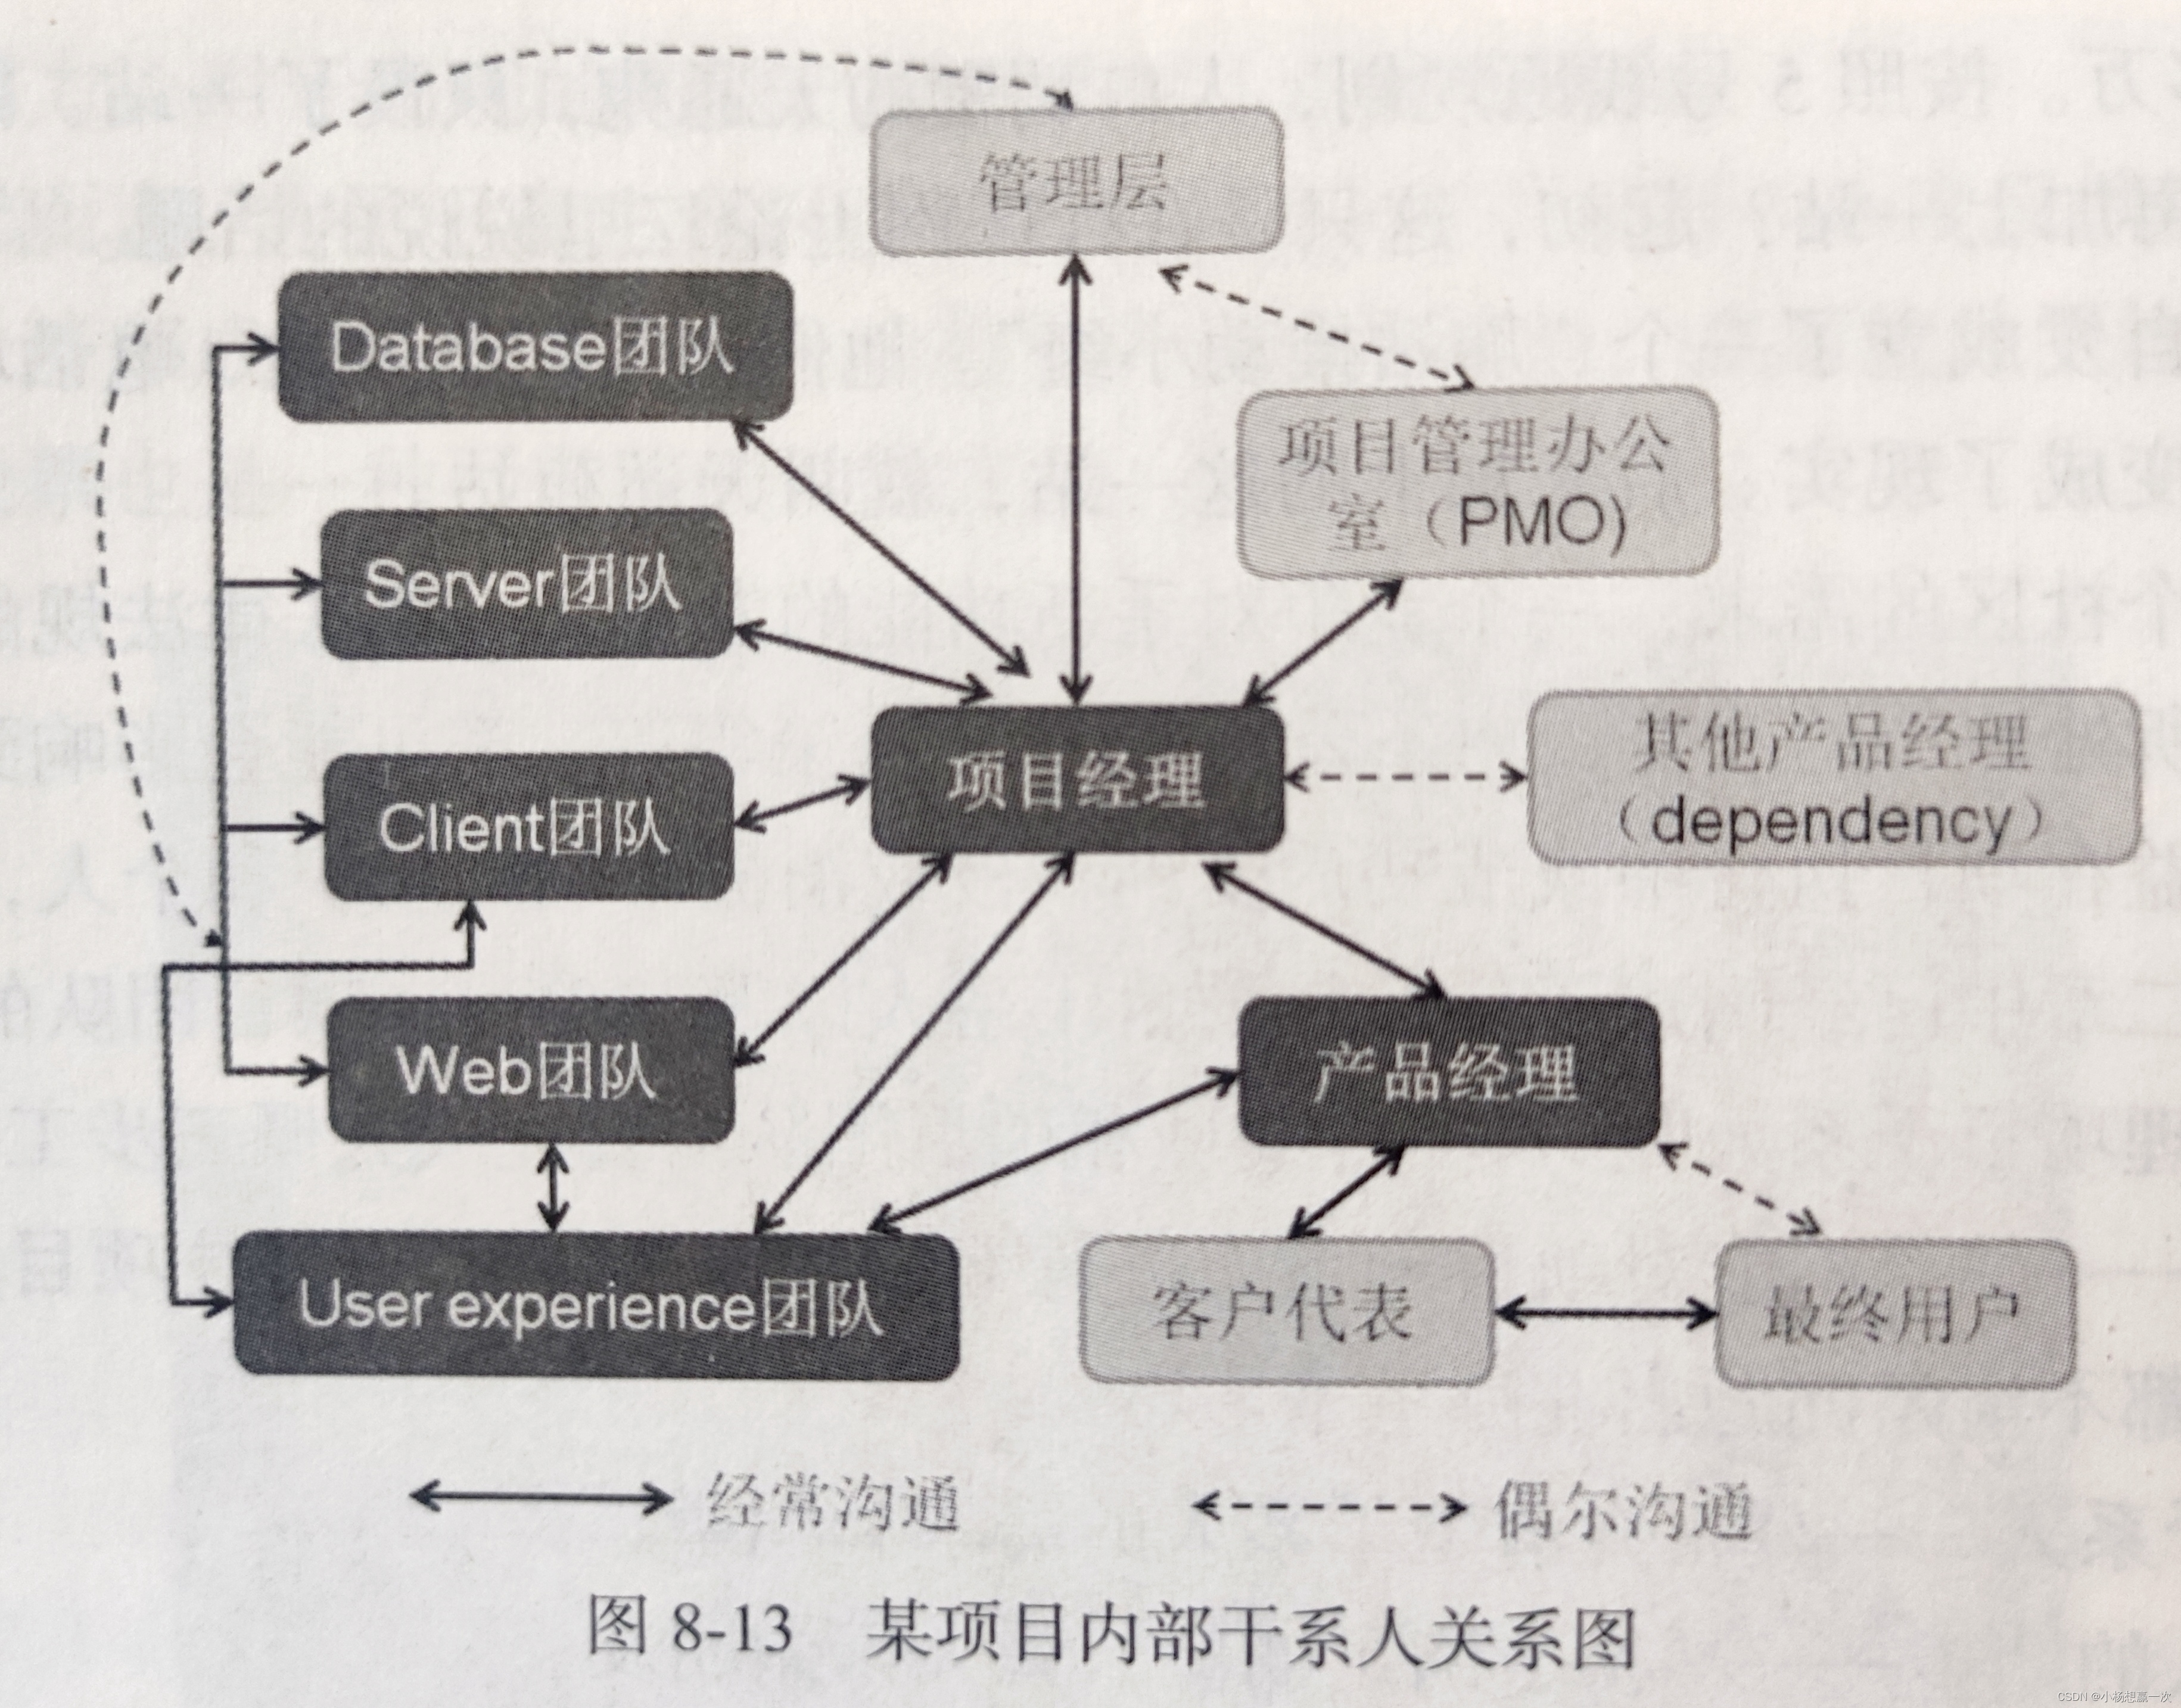 管理层
Database团队
项目管理办公
室（PMO)
Server团队
其他产品经理
（dependency）
项目经理
Client团队
产品经理
Web团队
User experience团队
客户代表
最终用户
经常沟通
偶尔沟通
图 8-13 某项目内部干系人关系图
CSDN @小杨想赢一次